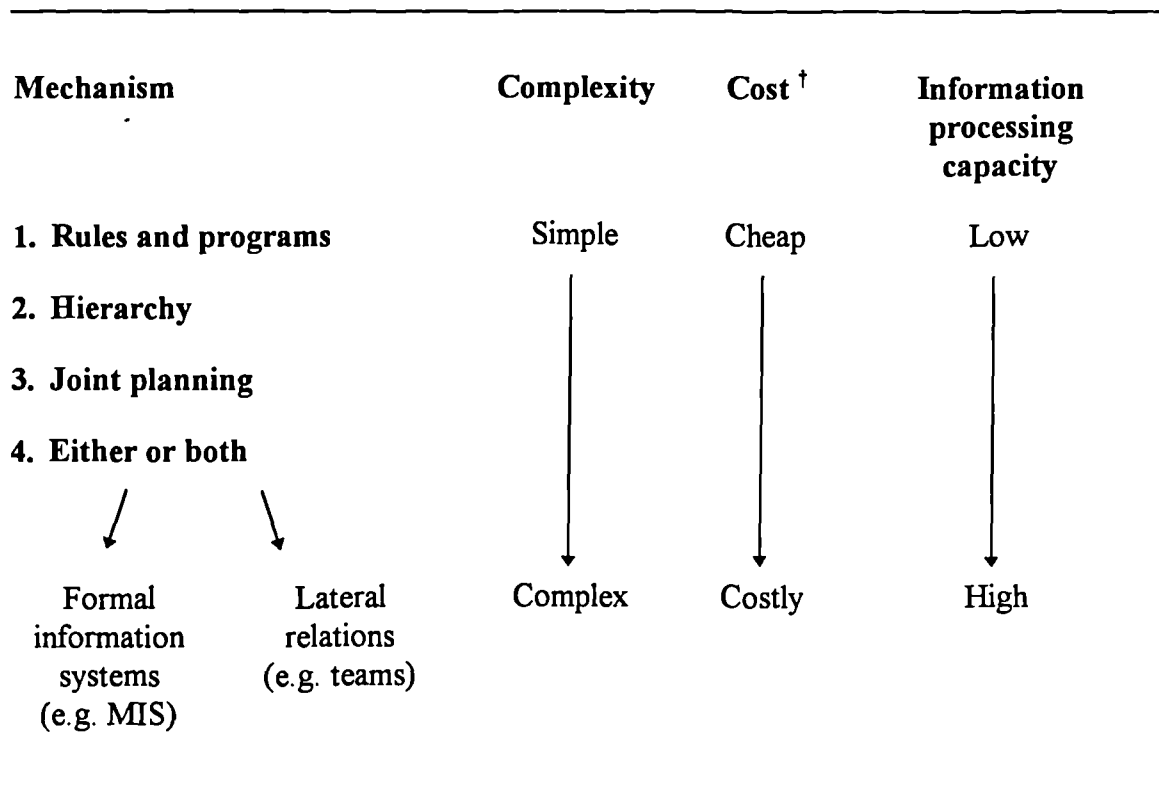 Mechanism Complexity Cost † Information
processing
capacity
1. Rules and programs Simple Cheap Low
2. Hierarchy
3. Joint planning
4. Either or both
Formal Lateral Complex Costly High
information relations
systems (e.g. teams)
(e.g. MIS)